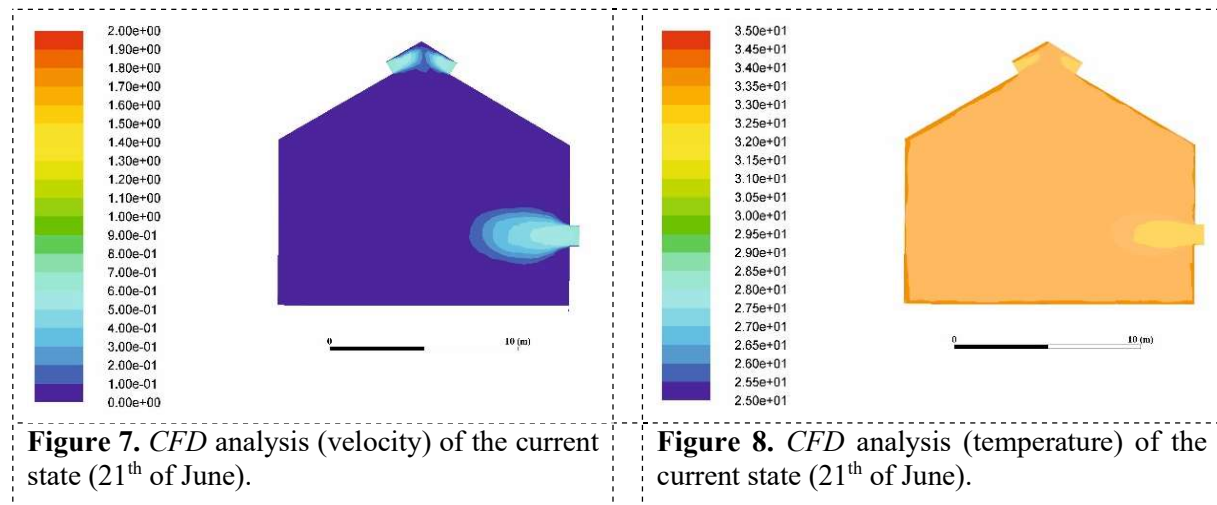 2.00e+00
1.90e+00
1.80e+00
1.70e+00
1.60e+00
1.50e+00
1.40e+00
1.30e+00
1.20e+00
1.10e+00
1.00e+00
9.00e-01
8.00e-01
7.00e-01
6.00e-01
5.00e-01
4.00e-01
3.00e-01
2.00e-01
1.00e-01
0.00e+00
0 10 (m)
Figure 7. CFD analysis (velocity) of the current
state (21th of June).
3.50e+01
3.45e+01
3.40e+01
3.35e+01
3.30e+01
3.25e+01
3.20e+01
3.15e+01
3.10e+01
3.05e+01
3.00e+01
2.95e+01
2.90e+01
2.85e+01
2.80e+01
2.75e+01
2.70e+01
2.65e+01
2.60e+01
2.55e+01
2.50e+01
0 10 (m)
Figure 8. CFD analysis (temperature) of the
current state (21th of June).